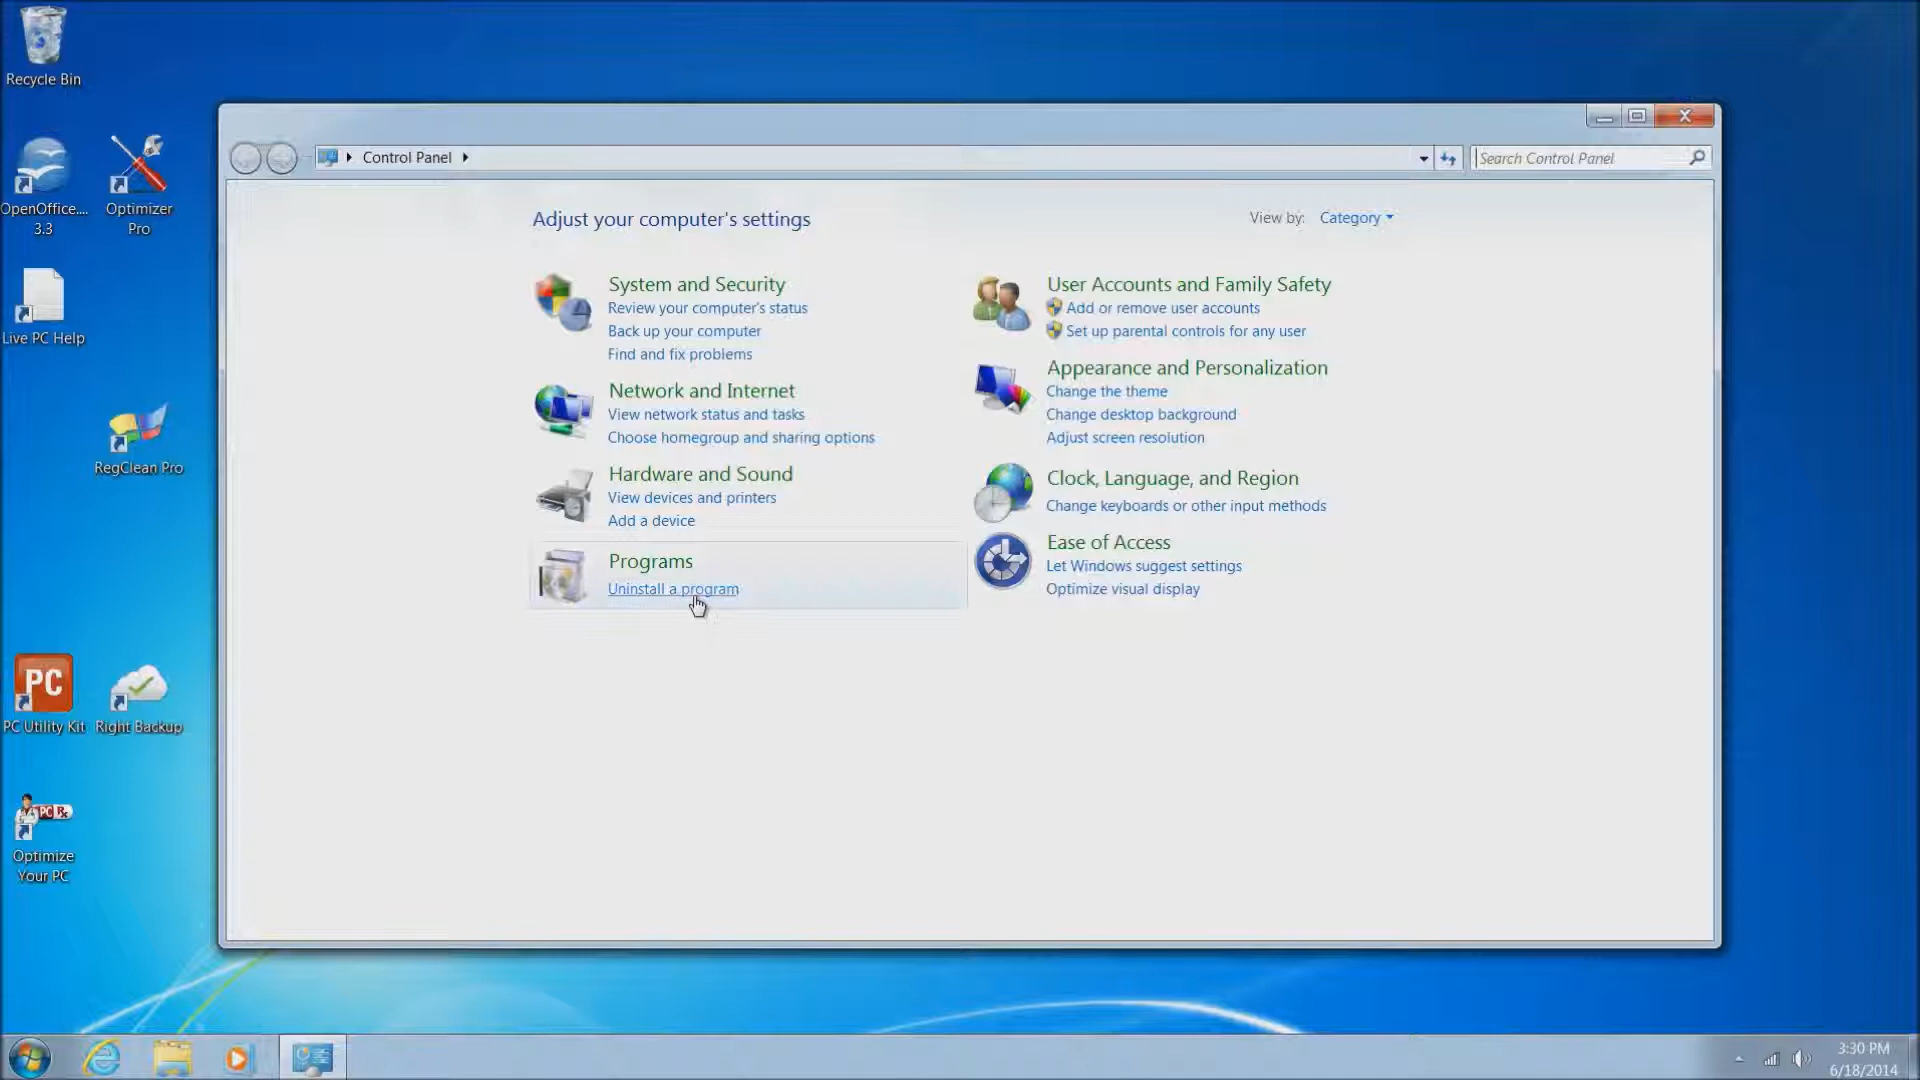 Recycle Bin
OpenOffice....
3.3
Optimizer
Pro
Live PC Help
RegClean Pro
PC
PC Utility Kit
Right Backup
PC Rx
Optimize
Your PC
Control Panel
Search Control Panel
Adjust your computer's settings
View by: Category
System and Security
Review your computer's status
Back up your computer
Find and fix problems
Network and Internet
View network status and tasks
Choose homegroup and sharing options
Hardware and Sound
View devices and printers
Add a device
Programs
Uninstall a program
User Accounts and Family Safety
Add or remove user accounts
Set up parental controls for any user
Appearance and Personalization
Change the theme
Change desktop background
Adjust screen resolution
Clock, Language, and Region
Change keyboards or other input methods
Ease of Access
Let Windows suggest settings
Optimize visual display
3:30 PM
6/18/2014